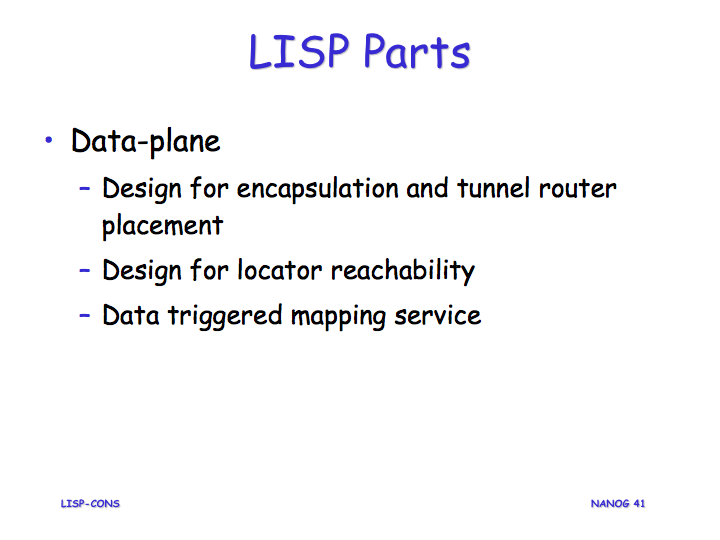 LISP Parts
• Data-plane
– Design for encapsulation and tunnel router
placement
– Design for locator reachability
– Data triggered mapping service
LISP-CONS
NANOG 41